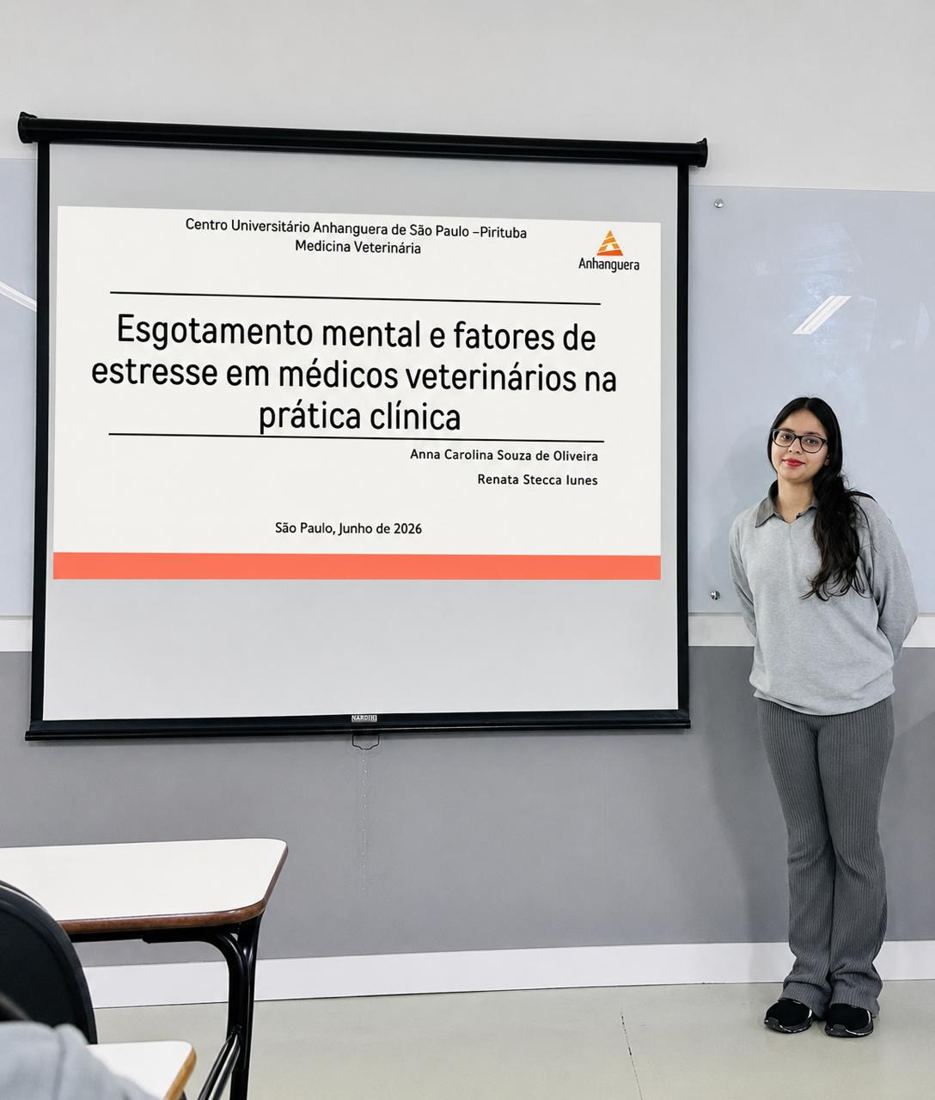 Centro Universitário Anhanguera de São Paulo –Pirituba
Medicina Veterinária
Anhanguera
Esgotamento mental e fatores de
estresse em médicos veterinários na
prática clínica
Anna Carolina Souza de Oliveira
Renata Stecca Iunes
São Paulo, Junho de 2026
NARDIN